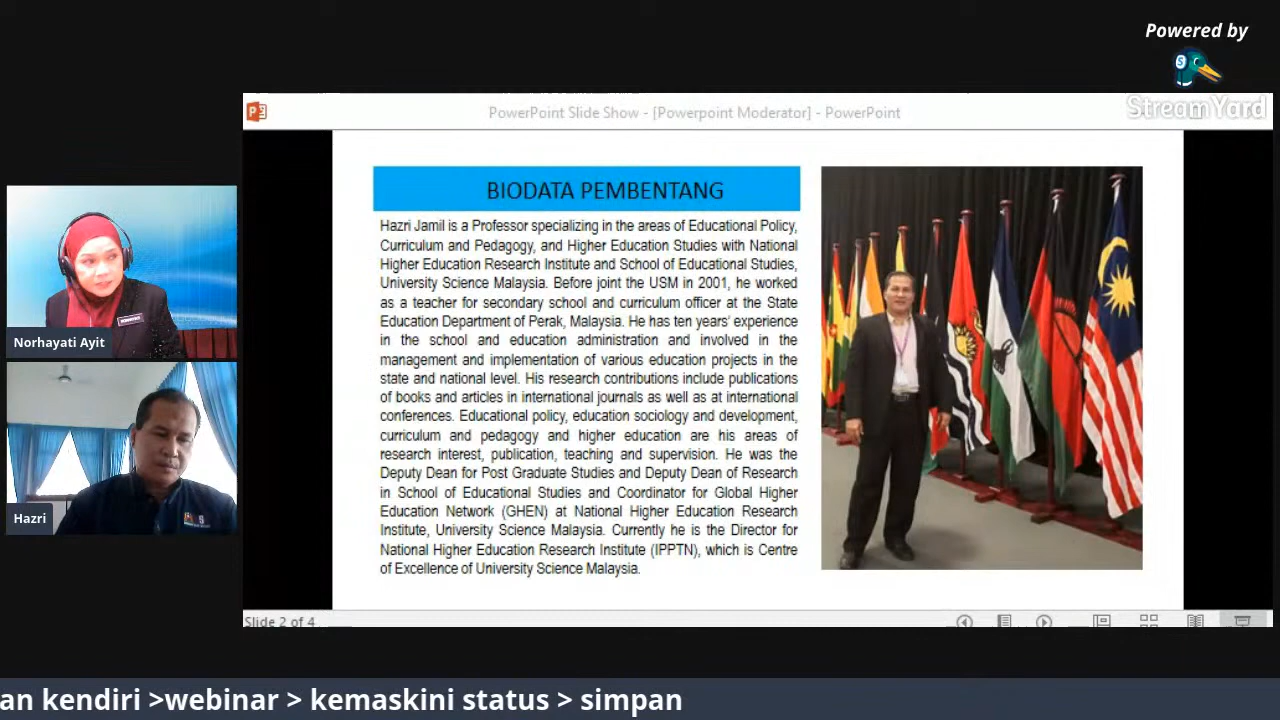 Powered by
StreamYard
PowerPoint Slide Show - [Powerpoint Moderator] - PowerPoint
BIODATA PEMBENTANG
Hazri Jamil is a Professor specializing in the areas of Educational Policy,
Curriculum and Pedagogy, and Higher Education Studies with National
Higher Education Research Institute and School of Educational Studies,
University Science Malaysia. Before joint the USM in 2001, he worked
as a teacher for secondary school and curriculum officer at the State
Education Department of Perak, Malaysia. He has ten years' experience
in the school and education administration and involved in the
management and implementation of various education projects in the
state and national level. His research contributions include publications
of books and articles in international journals as well as at international
conferences. Educational policy, education sociology and development,
curriculum and pedagogy and higher education are his areas of
research interest, publication, teaching and supervision. He was the
Deputy Dean for Post Graduate Studies and Deputy Dean of Research
in School of Educational Studies and Coordinator for Global Higher
Education Network (GHEN) at National Higher Education Research
Institute, University Science Malaysia. Currently he is the Director for
National Higher Education Research Institute (IPPTN), which is Centre
of Excellence of University Science Malaysia.
Norhayati Ayit
Hazri
Slide 2 of 4
an kendiri >webinar > kemaskini status > simpan